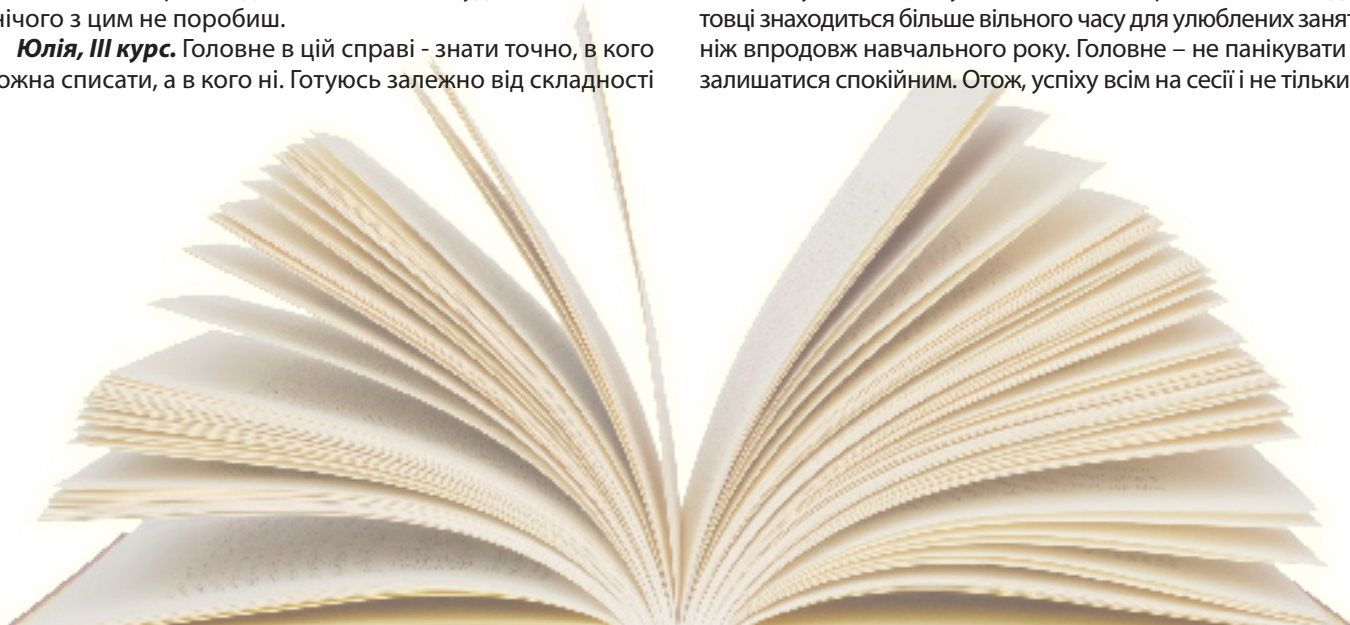 нічого з цим не поробиш.
Юлія, ІІІ курс. Головне в цій справі - знати точно, в кого
ожна списати, а в кого ні. Готуюсь залежно від складності
товці знаходиться більше вільного часу для улюблених занят
ніж впродовж навчального року. Головне – не панікувати
залишатися спокійним. Отож, успіху всім на сесії і не тільки